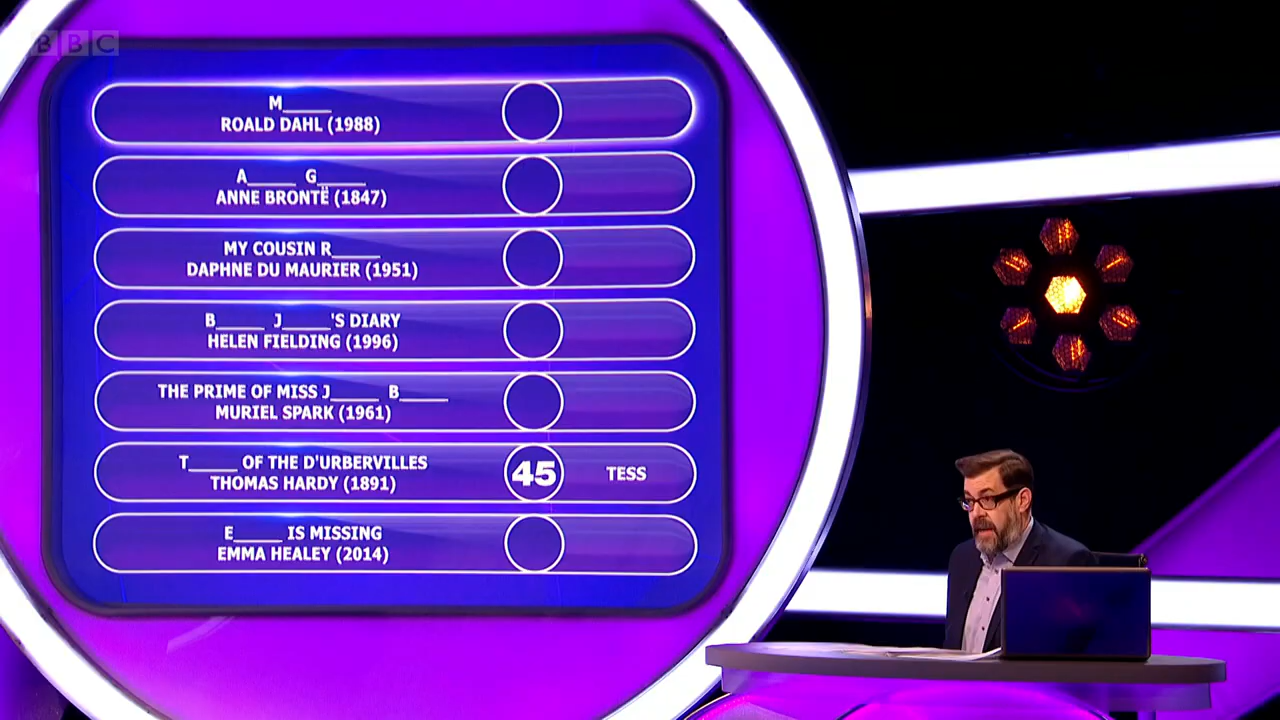 BBC
M_____
ROALD DAHL (1988)
A_____ G_____
ANNE BRONTË (1847)
MY COUSIN R_____
DAPHNE DU MAURIER (1951)
B_____ J_____'S DIARY
HELEN FIELDING (1996)
THE PRIME OF MISS J_____ B_____
MURIEL SPARK (1961)
T_____ OF THE D'URBERVILLES
THOMAS HARDY (1891)
45 TESS
E_____ IS MISSING
EMMA HEALEY (2014)